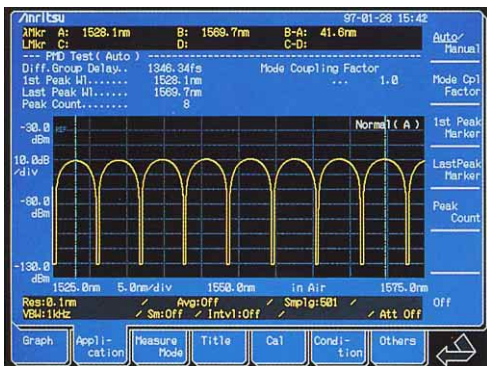 Anritsu
97-01-28 15:42
λMkr A: 1528.1nm B: 1569.7nm B-A: 41.6nm
LMkr C: D: C-D:
--- PMD Test( Auto ) ---
Diff.Group Delay.. 1346.34fs Mode Coupling Factor
1st Peak Wl....... 1528.1nm ... 1.0
Last Peak Wl...... 1569.7nm
Peak Count....... 8
-30.0
dBm
REF
Normal( A )
10.0dB
/div
-80.0
dBm
-130.0
dBm
1525.0nm 5.0nm/div 1550.0nm in Air 1575.0nm
Res:0.1nm / Avg:Off / Smplg:501 /
VBW:1kHz / Sm:Off / Intvl:Off / / Att Off
Auto/
Manual
Mode Cpl
Factor
1st Peak
Marker
LastPeak
Marker
Peak
Count
Off
Graph
Appli-
cation
Measure
Mode
Title
Cal
Condi-
tion
Others